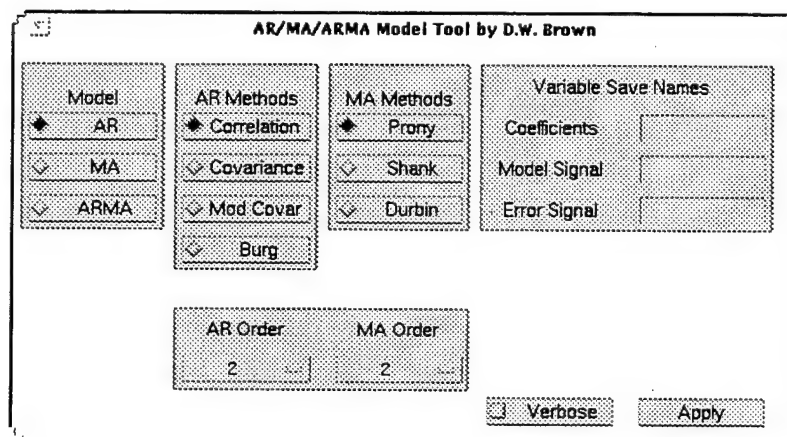 AR/MA/ARMA Model Tool by D.W. Brown
Model
AR
MA
ARMA
AR Methods
Correlation
Covariance
Mod Covar
Burg
MA Methods
Prony
Shank
Durbin
Variable Save Names
Coefficients
Model Signal
Error Signal
AR Order
2
MA Order
2
Verbose
Apply